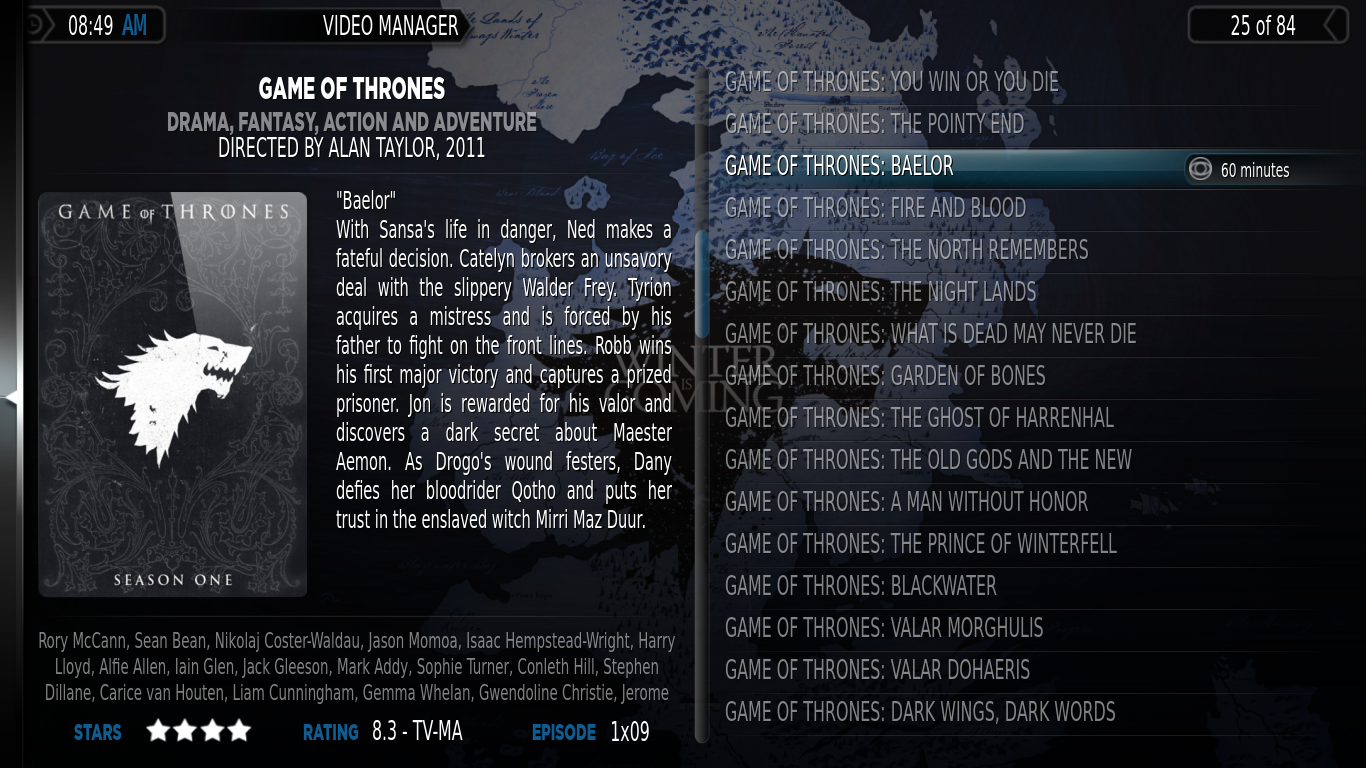 08:49 AM
VIDEO MANAGER
25 of 84
GAME OF THRONES
DRAMA, FANTASY, ACTION AND ADVENTURE
DIRECTED BY ALAN TAYLOR, 2011
GAME OF THRONES
SEASON ONE
"Baelor"
With Sansa's life in danger, Ned makes a
fateful decision. Catelyn brokers an unsavory
deal with the slippery Walder Frey. Tyrion
acquires a mistress and is forced by his
father to fight on the front lines. Robb wins
his first major victory and captures a prized
prisoner. Jon is rewarded for his valor and
discovers a dark secret about Maester
Aemon. As Drogo's wound festers, Dany
defies her bloodrider Qotho and puts her
trust in the enslaved witch Mirri Maz Duur.
Rory McCann, Sean Bean, Nikolaj Coster-Waldau, Jason Momoa, Isaac Hempstead-Wright, Harry
Lloyd, Alfie Allen, Iain Glen, Jack Gleeson, Mark Addy, Sophie Turner, Conleth Hill, Stephen
Dillane, Carice van Houten, Liam Cunningham, Gemma Whelan, Gwendoline Christie, Jerome
STARS
RATING 8.3 - TV-MA
EPISODE 1x09
GAME OF THRONES: YOU WIN OR YOU DIE
GAME OF THRONES: THE POINTY END
GAME OF THRONES: BAELOR
60 minutes
GAME OF THRONES: FIRE AND BLOOD
GAME OF THRONES: THE NORTH REMEMBERS
GAME OF THRONES: THE NIGHT LANDS
GAME OF THRONES: WHAT IS DEAD MAY NEVER DIE
GAME OF THRONES: GARDEN OF BONES
GAME OF THRONES: THE GHOST OF HARRENHAL
GAME OF THRONES: THE OLD GODS AND THE NEW
GAME OF THRONES: A MAN WITHOUT HONOR
GAME OF THRONES: THE PRINCE OF WINTERFELL
GAME OF THRONES: BLACKWATER
GAME OF THRONES: VALAR MORGHULIS
GAME OF THRONES: VALAR DOHAERIS
GAME OF THRONES: DARK WINGS, DARK WORDS
WINTER
IS
COMING
Bay of Ice